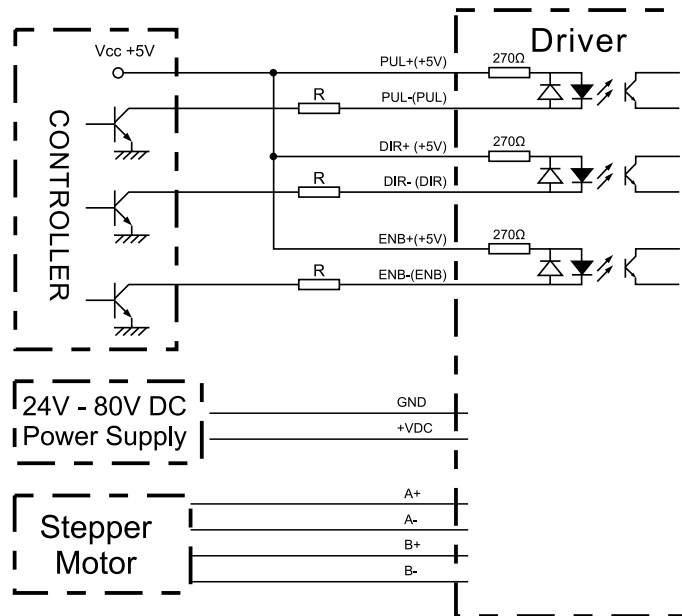 Driver
Vcc +5V
PUL+(+5V)
270Ω
R
PUL-(PUL)
CONTROLLER
DIR+ (+5V)
270Ω
R
DIR- (DIR)
ENB+(+5V)
270Ω
R
ENB-(ENB)
24V - 80V DC
Power Supply
GND
+VDC
Stepper
Motor
A+
A-
B+
B-